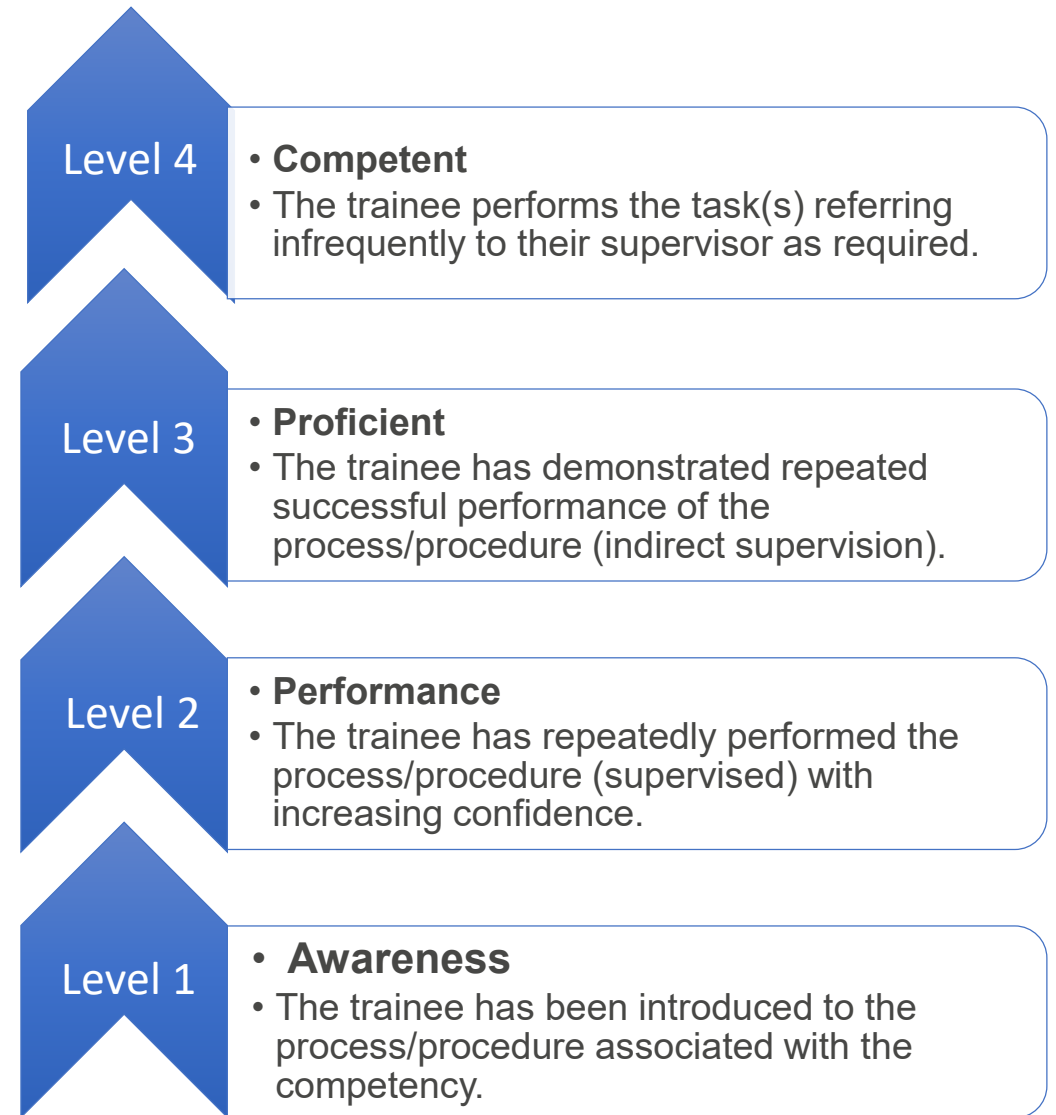 Level 4
• Competent
• The trainee performs the task(s) referring
infrequently to their supervisor as required.
Level 3
• Proficient
• The trainee has demonstrated repeated
successful performance of the
process/procedure (indirect supervision).
Level 2
• Performance
• The trainee has repeatedly performed the
process/procedure (supervised) with
increasing confidence.
Level 1
• Awareness
• The trainee has been introduced to the
process/procedure associated with the
competency.